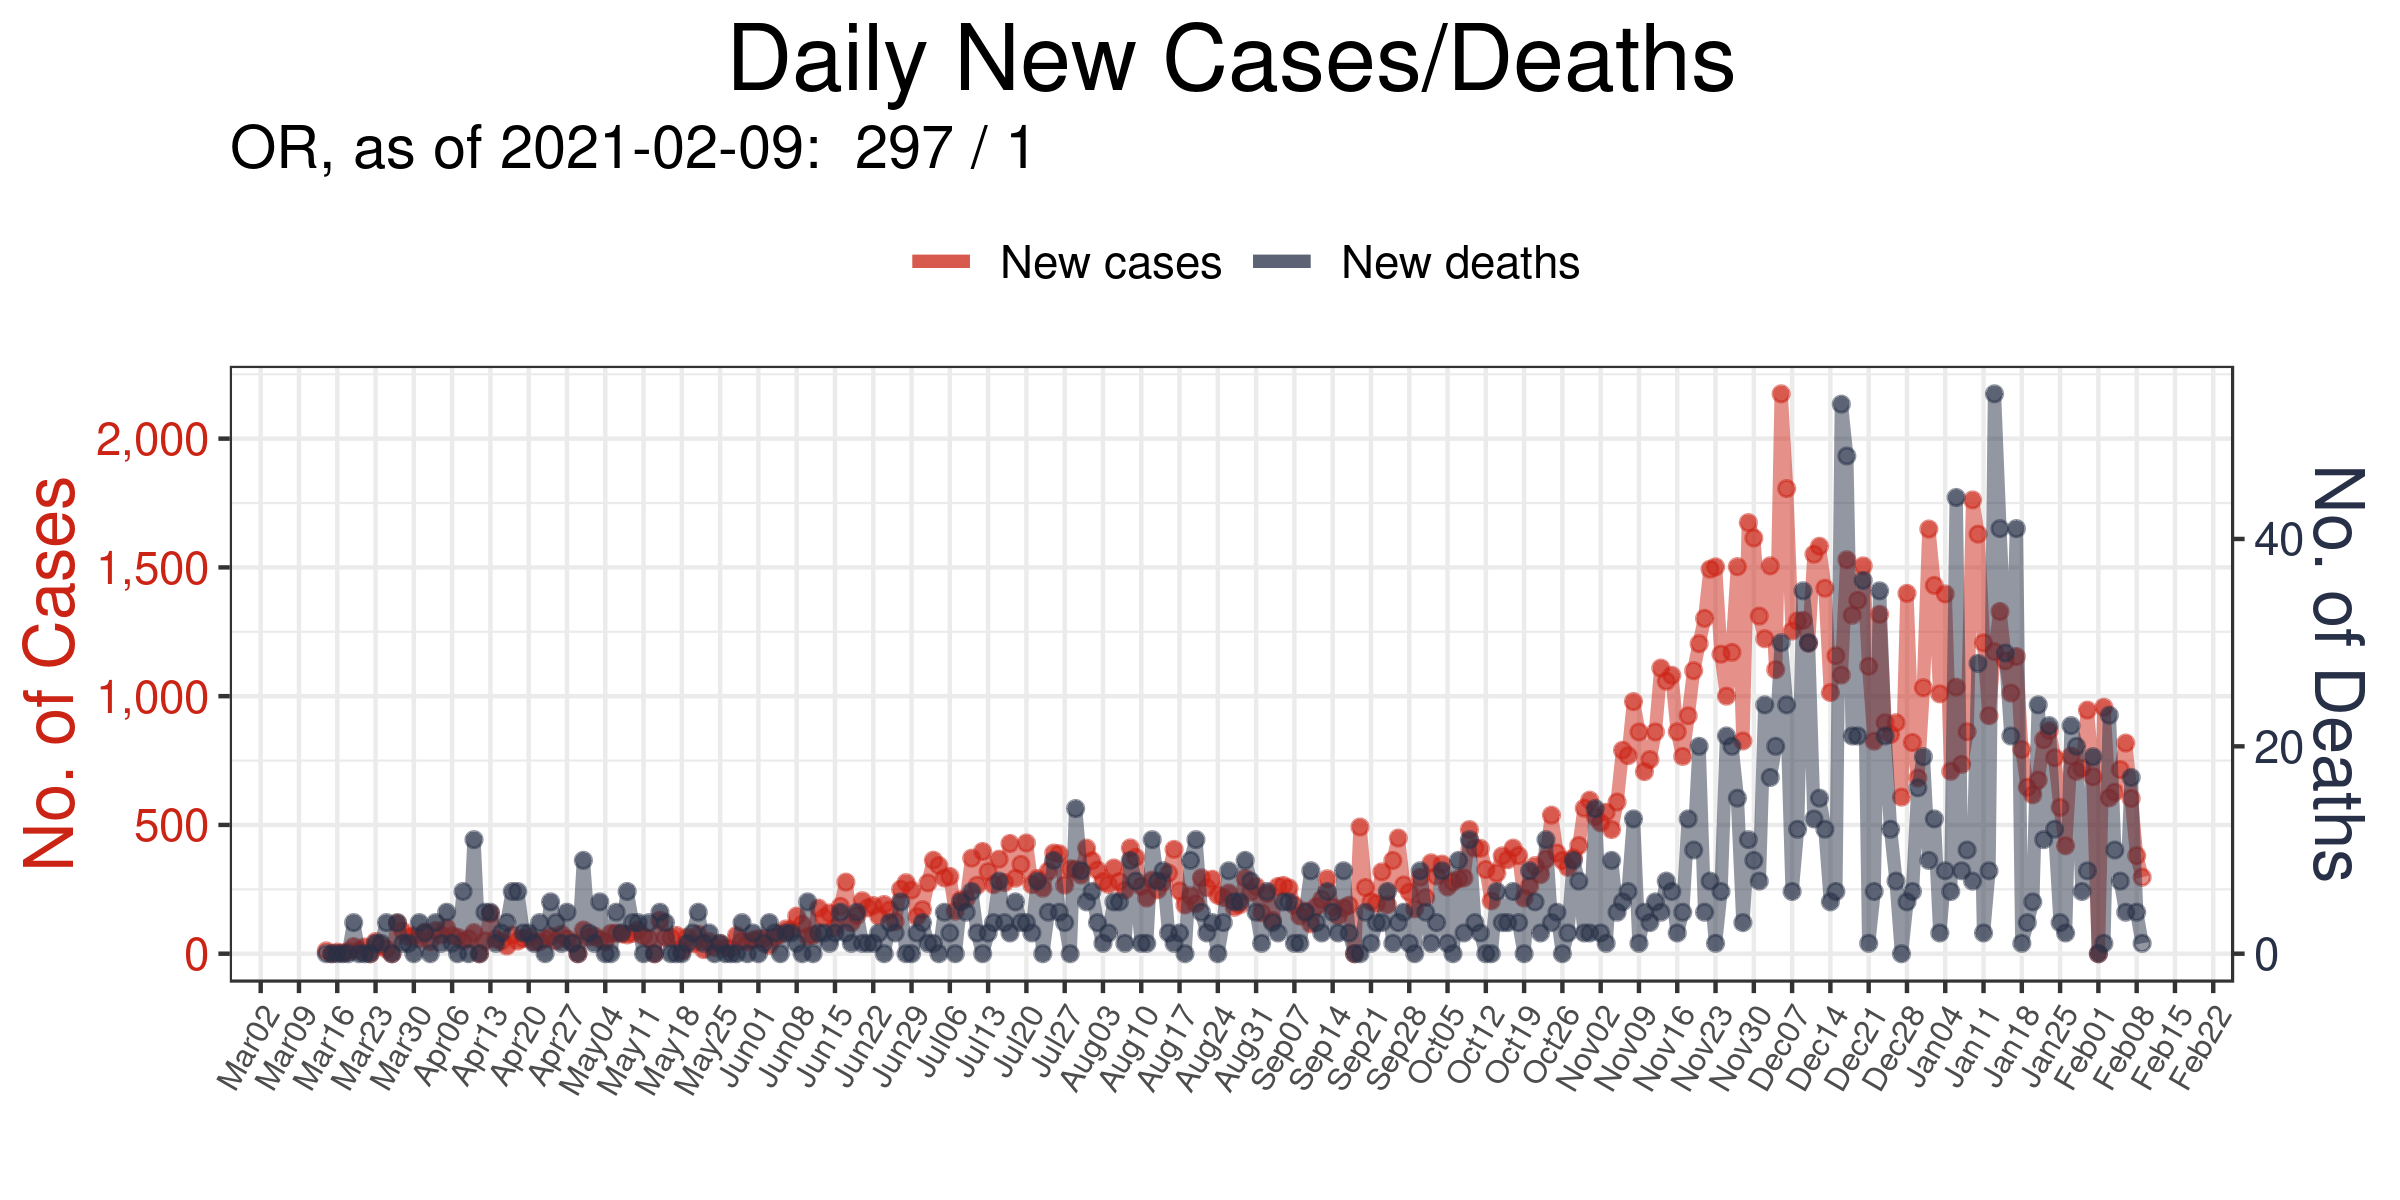 Daily New Cases/Deaths
OR, as of 2021-02-09: 297 / 1
New cases New deaths
No. of Cases
2,000
1,500
1,000
500
0
No. of Deaths
40
20
0
Mar02
Mar09
Mar16
Mar23
Mar30
Apr06
Apr13
Apr20
Apr27
May04
May11
May18
May25
Jun01
Jun08
Jun15
Jun22
Jun29
Jul06
Jul13
Jul20
Jul27
Aug03
Aug10
Aug17
Aug24
Aug31
Sep07
Sep14
Sep21
Sep28
Oct05
Oct12
Oct19
Oct26
Nov02
Nov09
Nov16
Nov23
Nov30
Dec07
Dec14
Dec21
Dec28
Jan04
Jan11
Jan18
Jan25
Feb01
Feb08
Feb15
Feb22